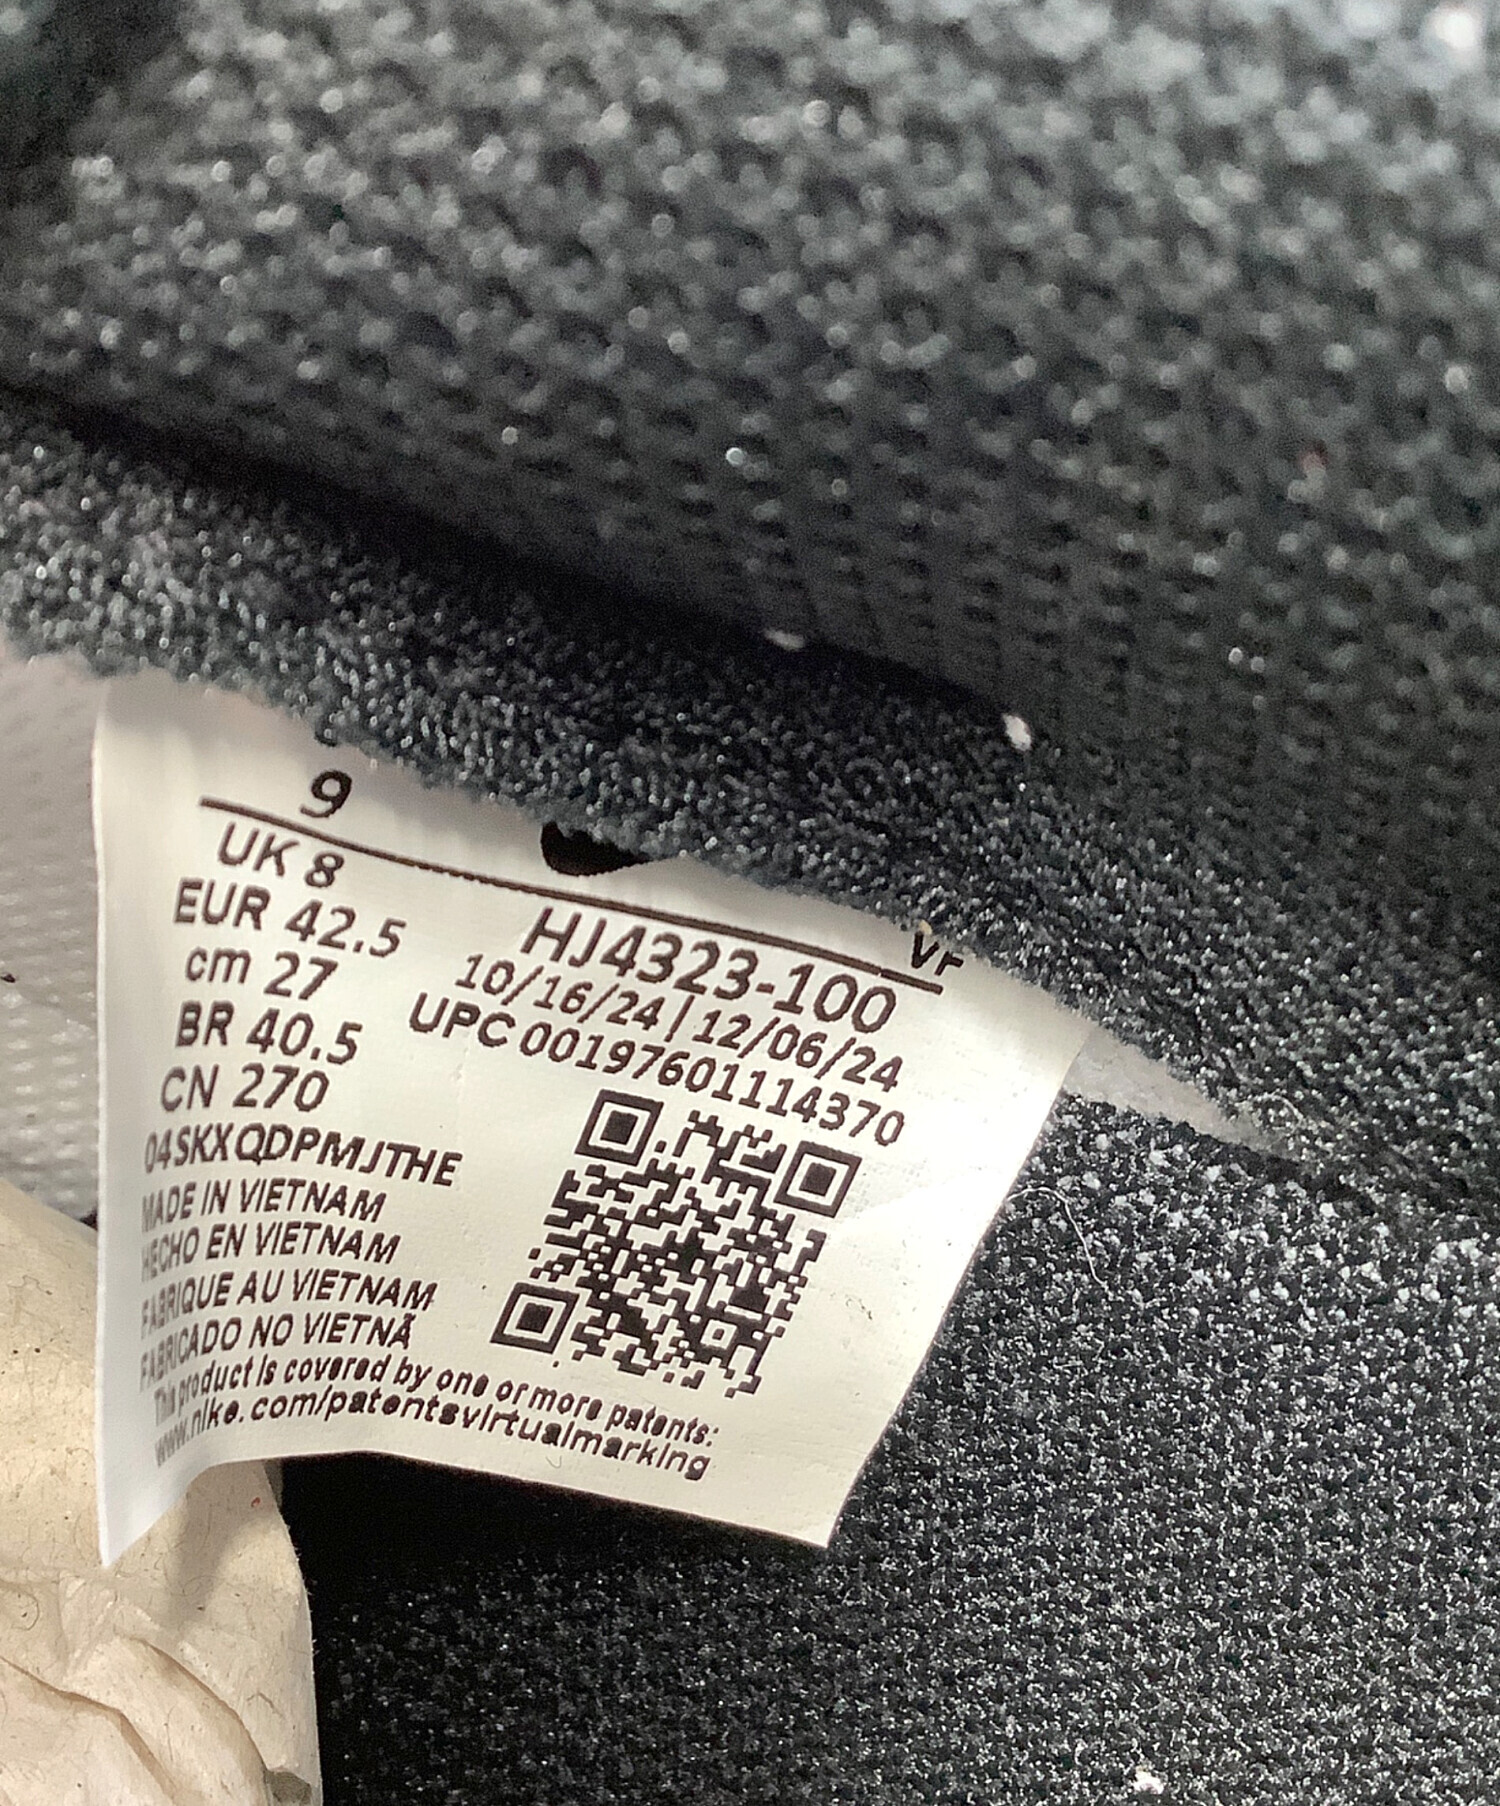 9
UK 8
EUR 42.5
cm 27
BR 40.5
CN 270
HJ4323-100
10/16/24 | 12/06/24
UPC 00197601114370
04SKXQDPMJTHE
MADE IN VIETNAM
HECHO EN VIETNAM
FABRIQUE AU VIETNAM
FABRICADO NO VIETNÃ
This product is covered by one or more patents:
www.nike.com/patentsvirtualmarking